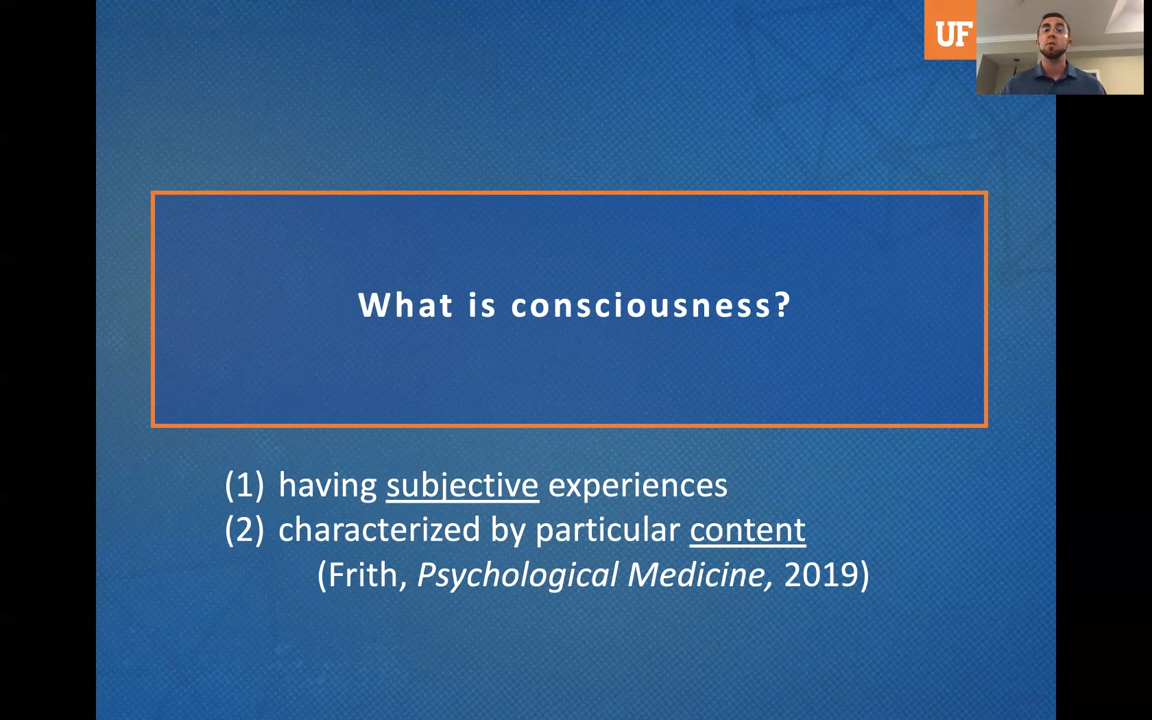 UF
What is consciousness?
(1) having subjective experiences
(2) characterized by particular content
(Frith, Psychological Medicine, 2019)